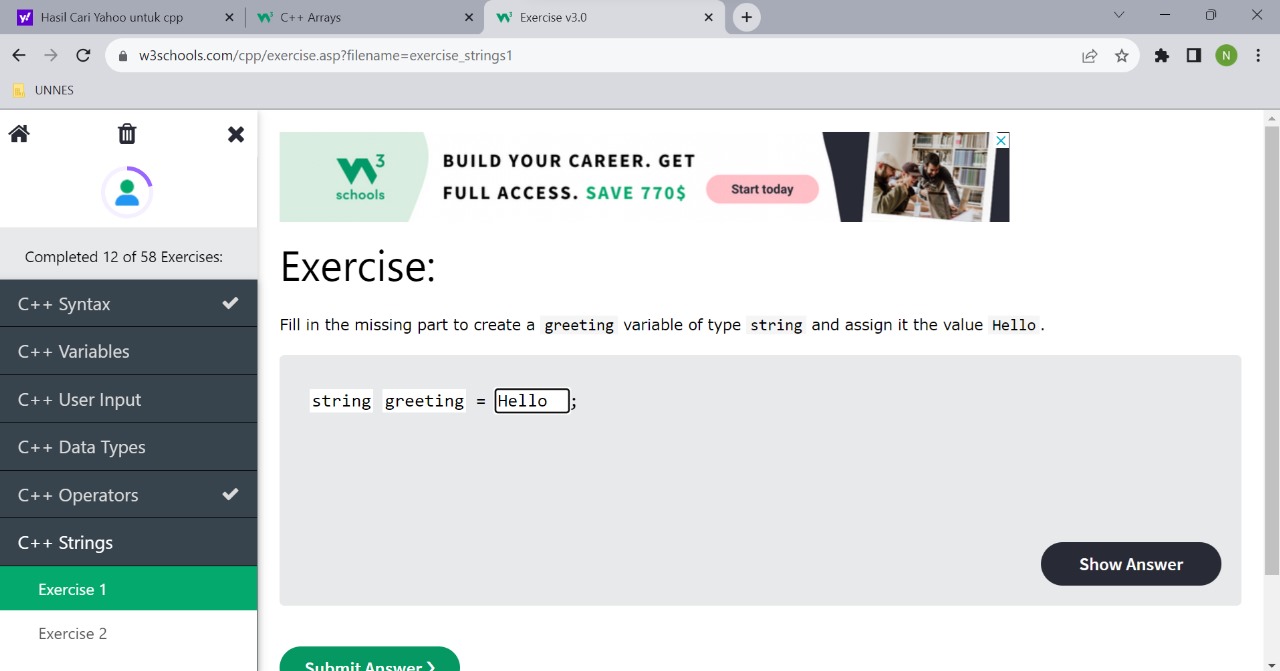 Hasil Cari Yahoo untuk cpp
C++ Arrays
Exercise v3.0
w3schools.com/cpp/exercise.asp?filename=exercise_strings1
N
UNNES
Completed 12 of 58 Exercises:
C++ Syntax
C++ Variables
C++ User Input
C++ Data Types
C++ Operators
C++ Strings
Exercise 1
Exercise 2
3
schools
BUILD YOUR CAREER. GET
FULL ACCESS. SAVE 770$
Start today
Exercise:
Fill in the missing part to create a greeting variable of type string and assign it the value Hello.
string greeting = Hello;
Show Answer
Submit Answer ❯